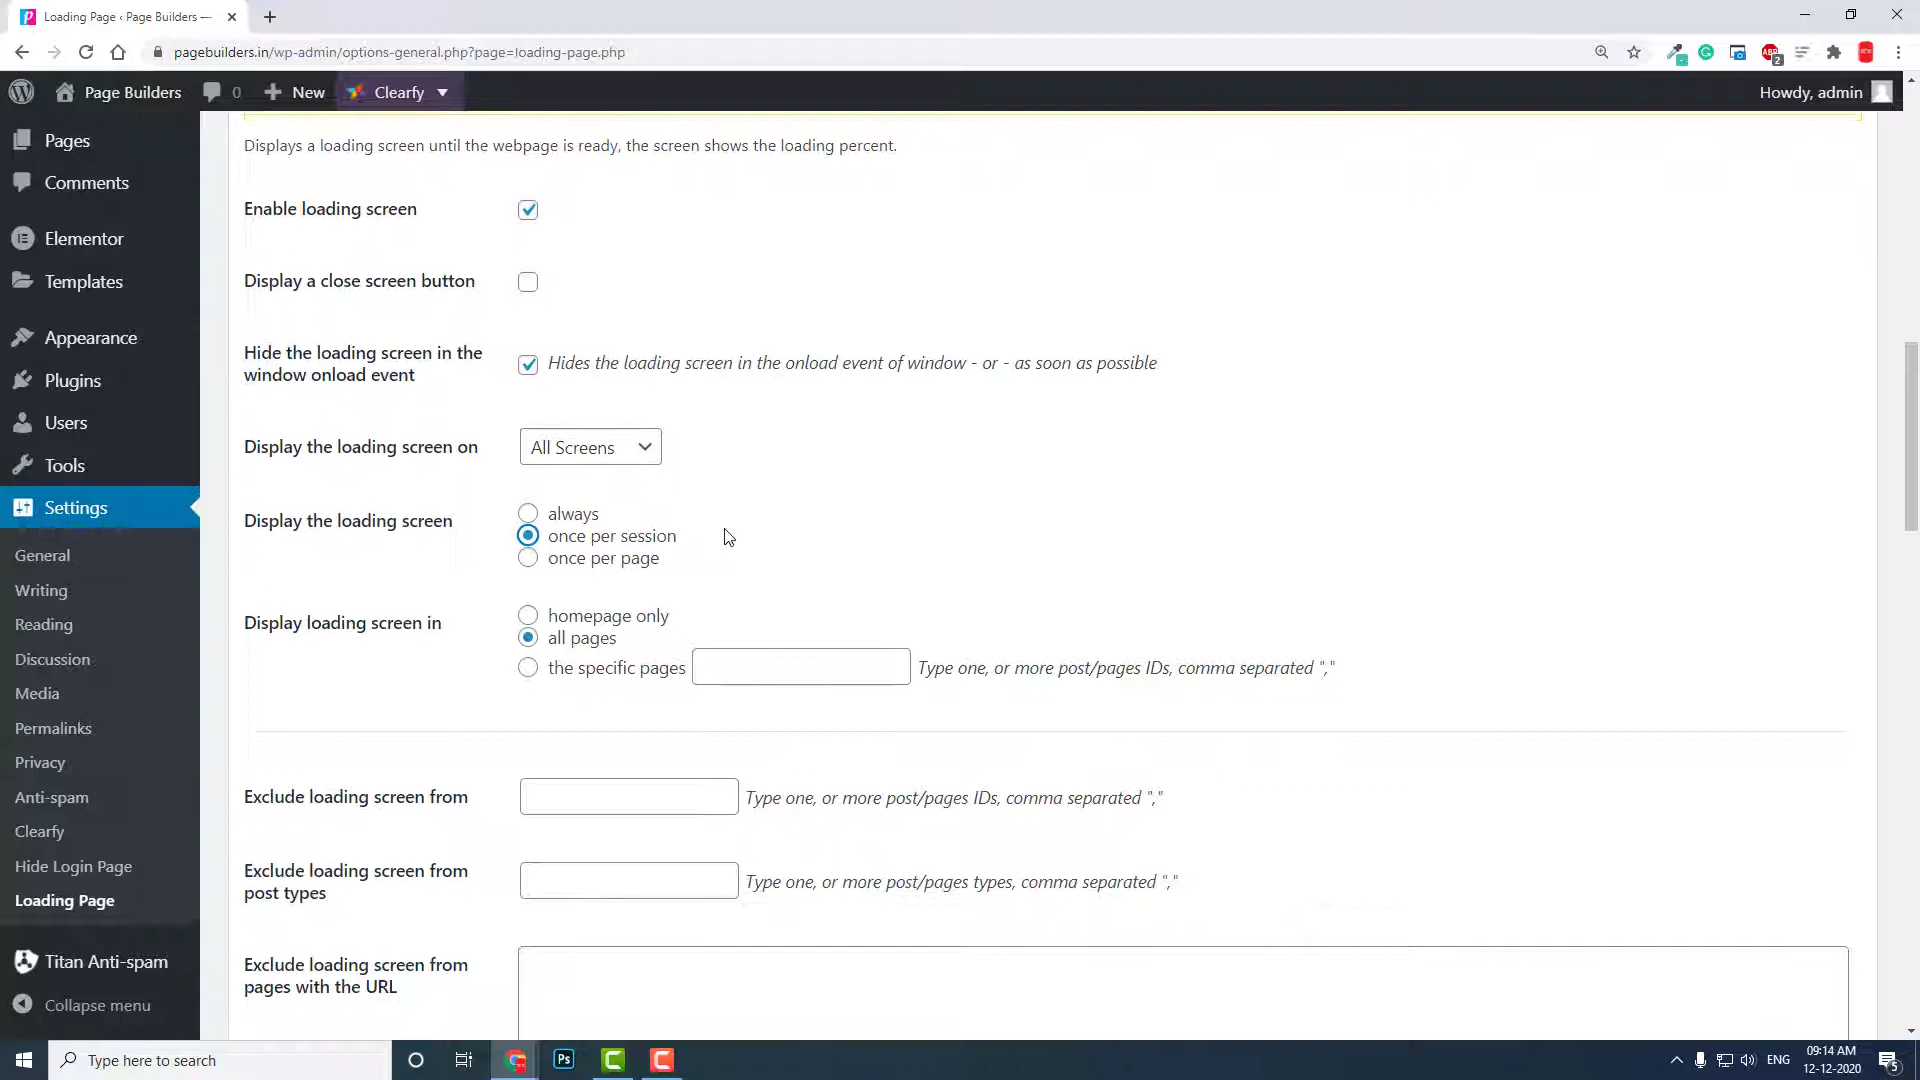 Loading Page ‹ Page Builders —
pagebuilders.in/wp-admin/options-general.php?page=loading-page.php
ABP
2
Page Builders
0
New
Clearfy
Howdy, admin
Pages
Comments
Elementor
Templates
Appearance
Plugins
Users
Tools
Settings
General
Writing
Reading
Discussion
Media
Permalinks
Privacy
Anti-spam
Clearfy
Hide Login Page
Loading Page
Titan Anti-spam
Collapse menu
Displays a loading screen until the webpage is ready, the screen shows the loading percent.
Enable loading screen
Display a close screen button
Hide the loading screen in the
window onload event
Hides the loading screen in the onload event of window - or - as soon as possible
Display the loading screen on
All Screens
Display the loading screen
always
once per session
once per page
Display loading screen in
homepage only
all pages
the specific pages
Type one, or more post/pages IDs, comma separated ","
Exclude loading screen from
Type one, or more post/pages IDs, comma separated ","
Exclude loading screen from
post types
Type one, or more post/pages types, comma separated ","
Exclude loading screen from
pages with the URL
Type here to search
Ps
ENG
09:14 AM
12-12-2020
5